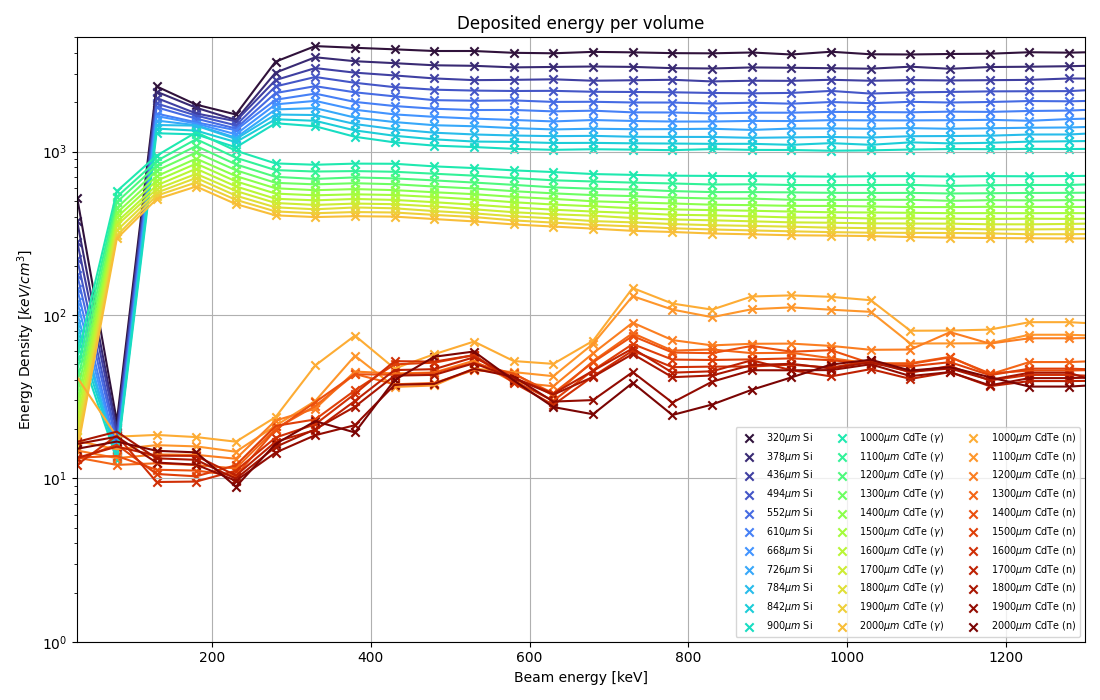 Deposited energy per volume
Energy Density [keV/cm³]
10³
10²
10¹
10⁰
200 400 600 800 1000 1200
Beam energy [keV]
320μm Si 1000μm CdTe (γ) 1000μm CdTe (n)
378μm Si 1100μm CdTe (γ) 1100μm CdTe (n)
436μm Si 1200μm CdTe (γ) 1200μm CdTe (n)
494μm Si 1300μm CdTe (γ) 1300μm CdTe (n)
552μm Si 1400μm CdTe (γ) 1400μm CdTe (n)
610μm Si 1500μm CdTe (γ) 1500μm CdTe (n)
668μm Si 1600μm CdTe (γ) 1600μm CdTe (n)
726μm Si 1700μm CdTe (γ) 1700μm CdTe (n)
784μm Si 1800μm CdTe (γ) 1800μm CdTe (n)
842μm Si 1900μm CdTe (γ) 1900μm CdTe (n)
900μm Si 2000μm CdTe (γ) 2000μm CdTe (n)